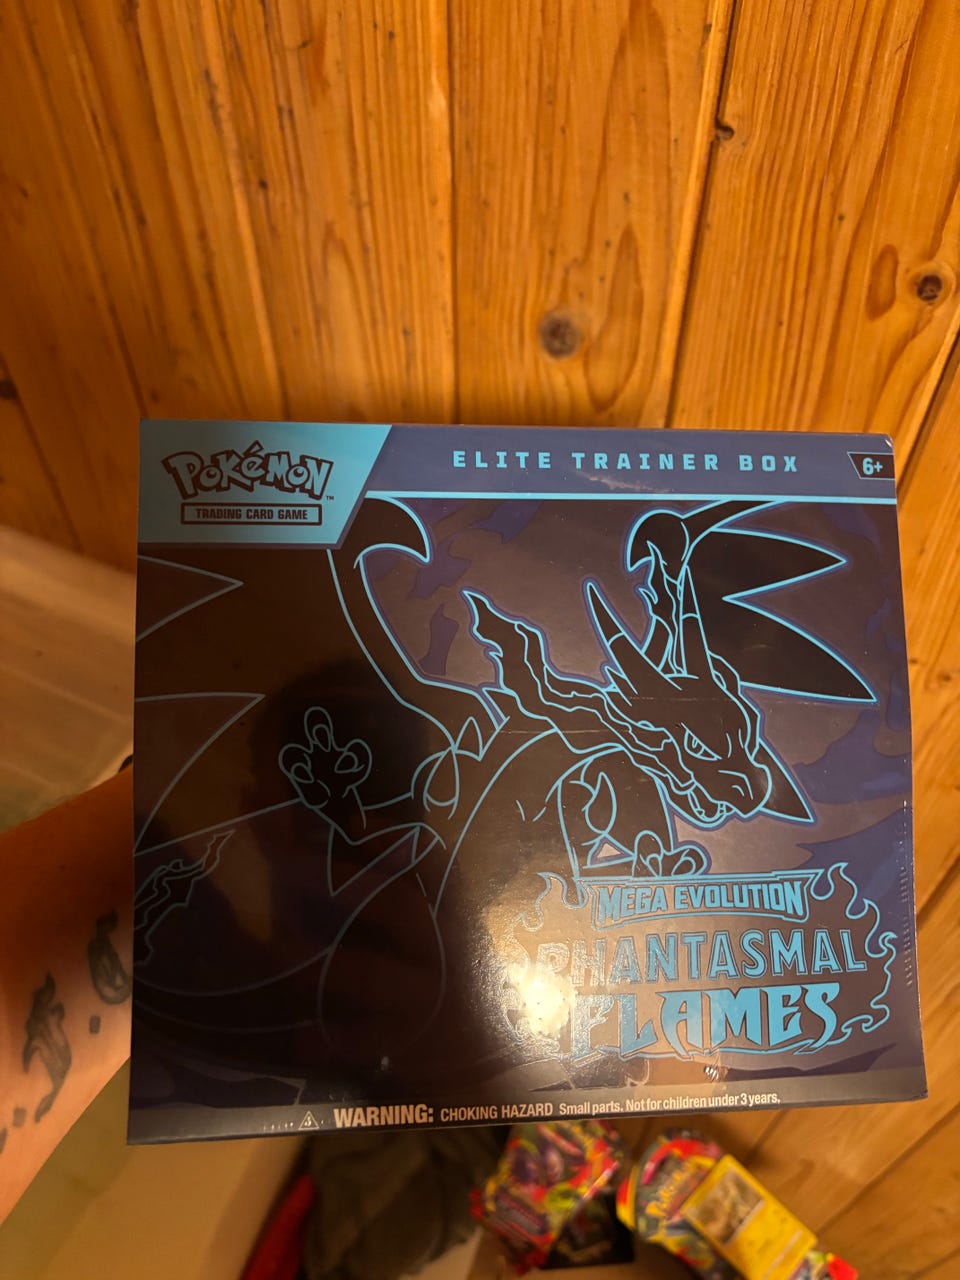 Pokémon™
TRADING CARD GAME
ELITE TRAINER BOX
6+
MEGA EVOLUTION
PHANTASMAL
FLAMES
WARNING: CHOKING HAZARD Small parts. Not for children under 3 years.